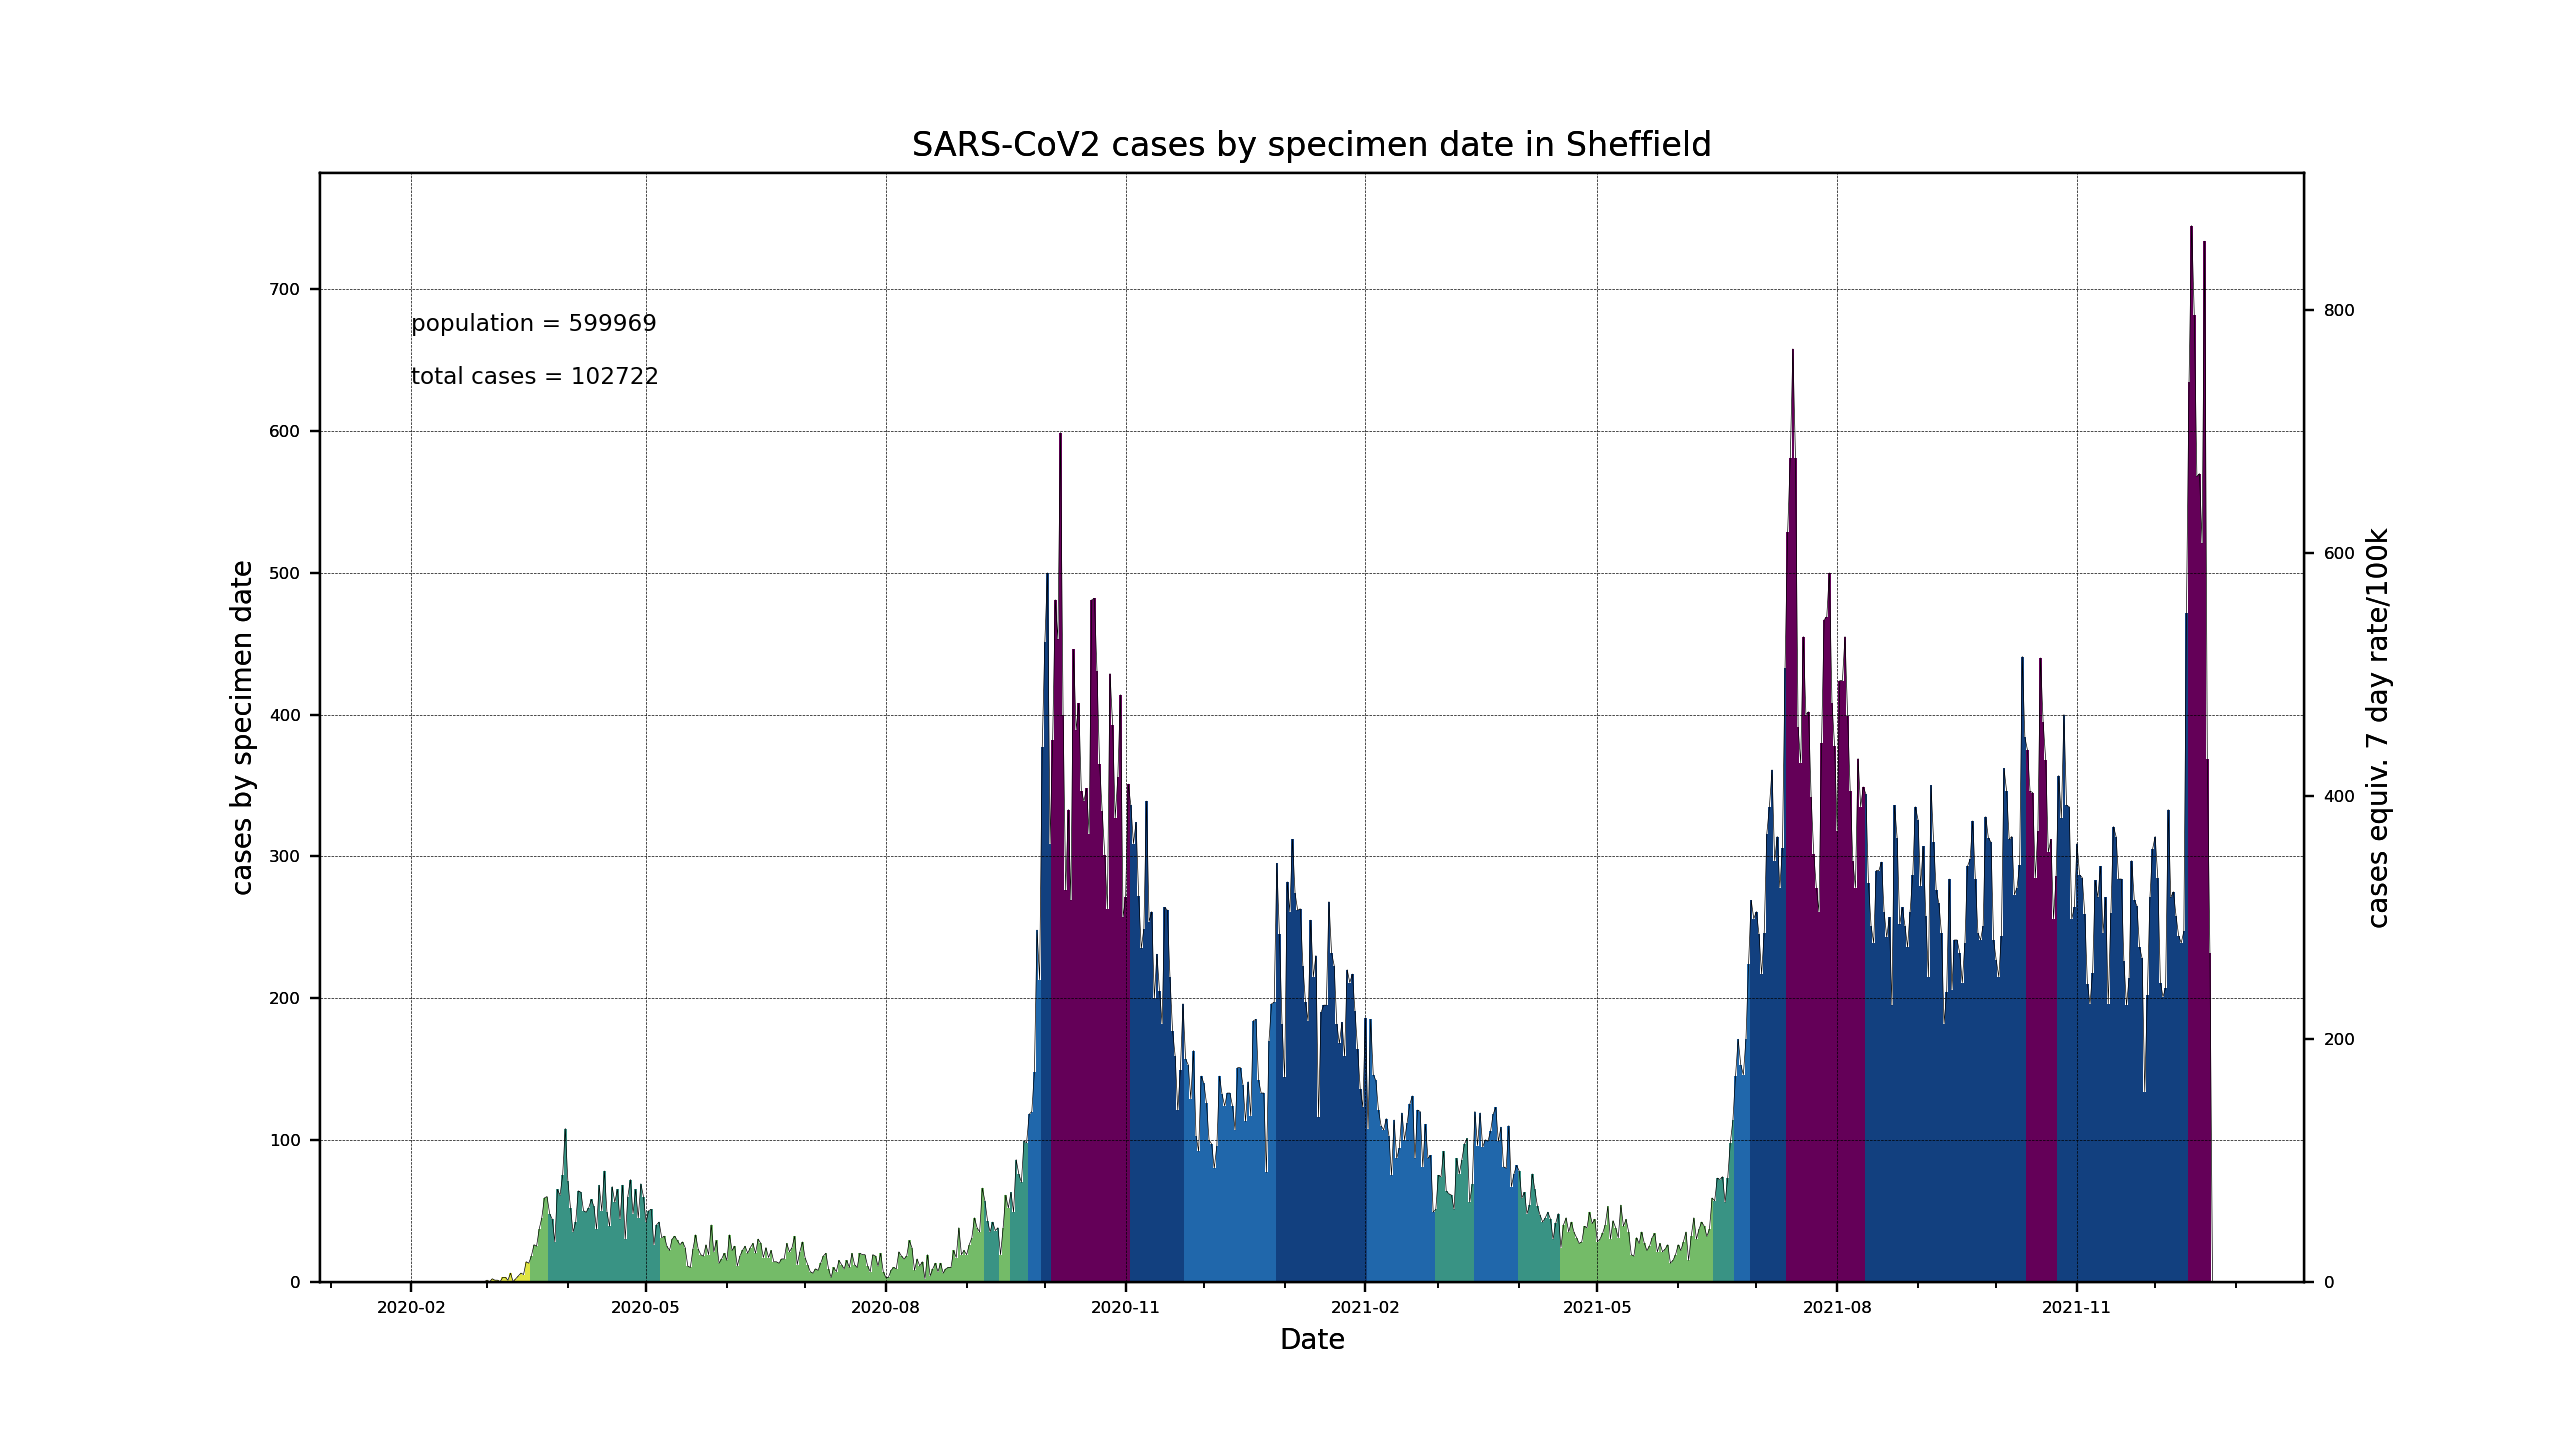 SARS-CoV2 cases by specimen date in Sheffield
population = 599969
total cases = 102722
cases by specimen date
700
600
500
400
300
200
100
0
800
600
400
200
0
cases equiv. 7 day rate/100k
2020-02 2020-05 2020-08 2020-11 2021-02 2021-05 2021-08 2021-11
Date